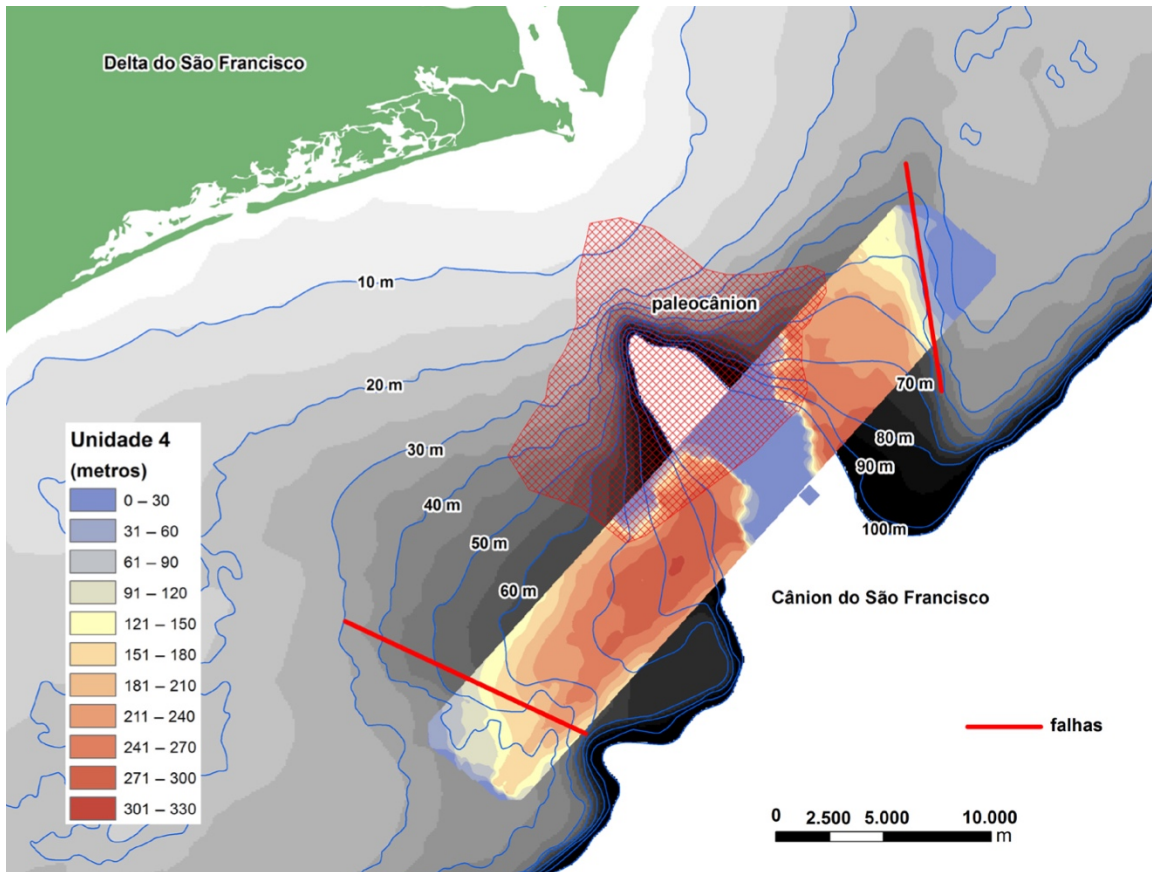 Delta do São Francisco
10 m
paleocânion
20 m
70 m
30 m
80 m
90 m
40 m
100 m
50 m
60 m
Cânion do São Francisco
Unidade 4
(metros)
0 – 30
31 – 60
61 – 90
91 – 120
121 – 150
151 – 180
181 – 210
211 – 240
241 – 270
271 – 300
301 – 330
falhas
0 2.500 5.000 10.000
m